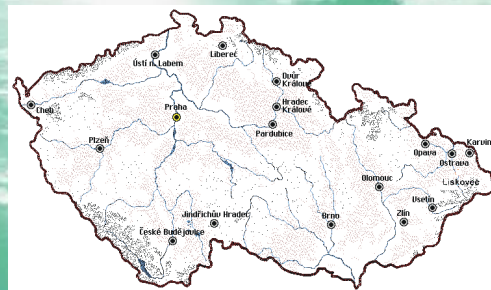 Liberec
Ústí n. Labem
Dvůr
Králové
Cheb
Praha
Hradec
Králové
Pardubice
Plzeň
Opava
Karvin
Ostrava
Olomouc
Liskovec
Vsetín
Jindřichův Hradec
Brno
Zlín
České Budějovice